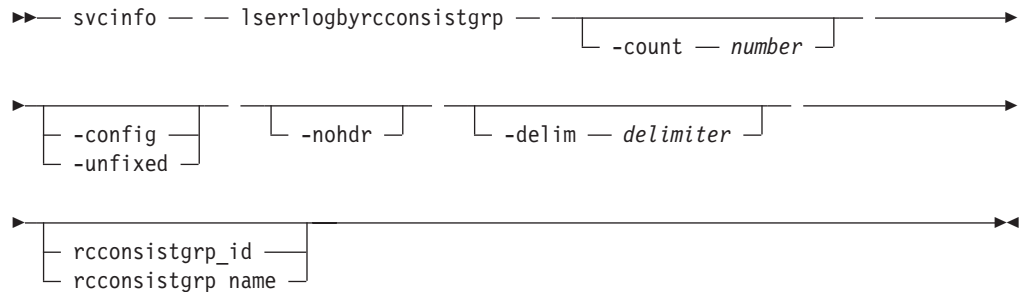 svcinfo lserrlogbyrcconsistgrp
-count number
-config
-unfixed
-nohdr
-delim delimiter
rcconsistgrp_id
rcconsistgrp name